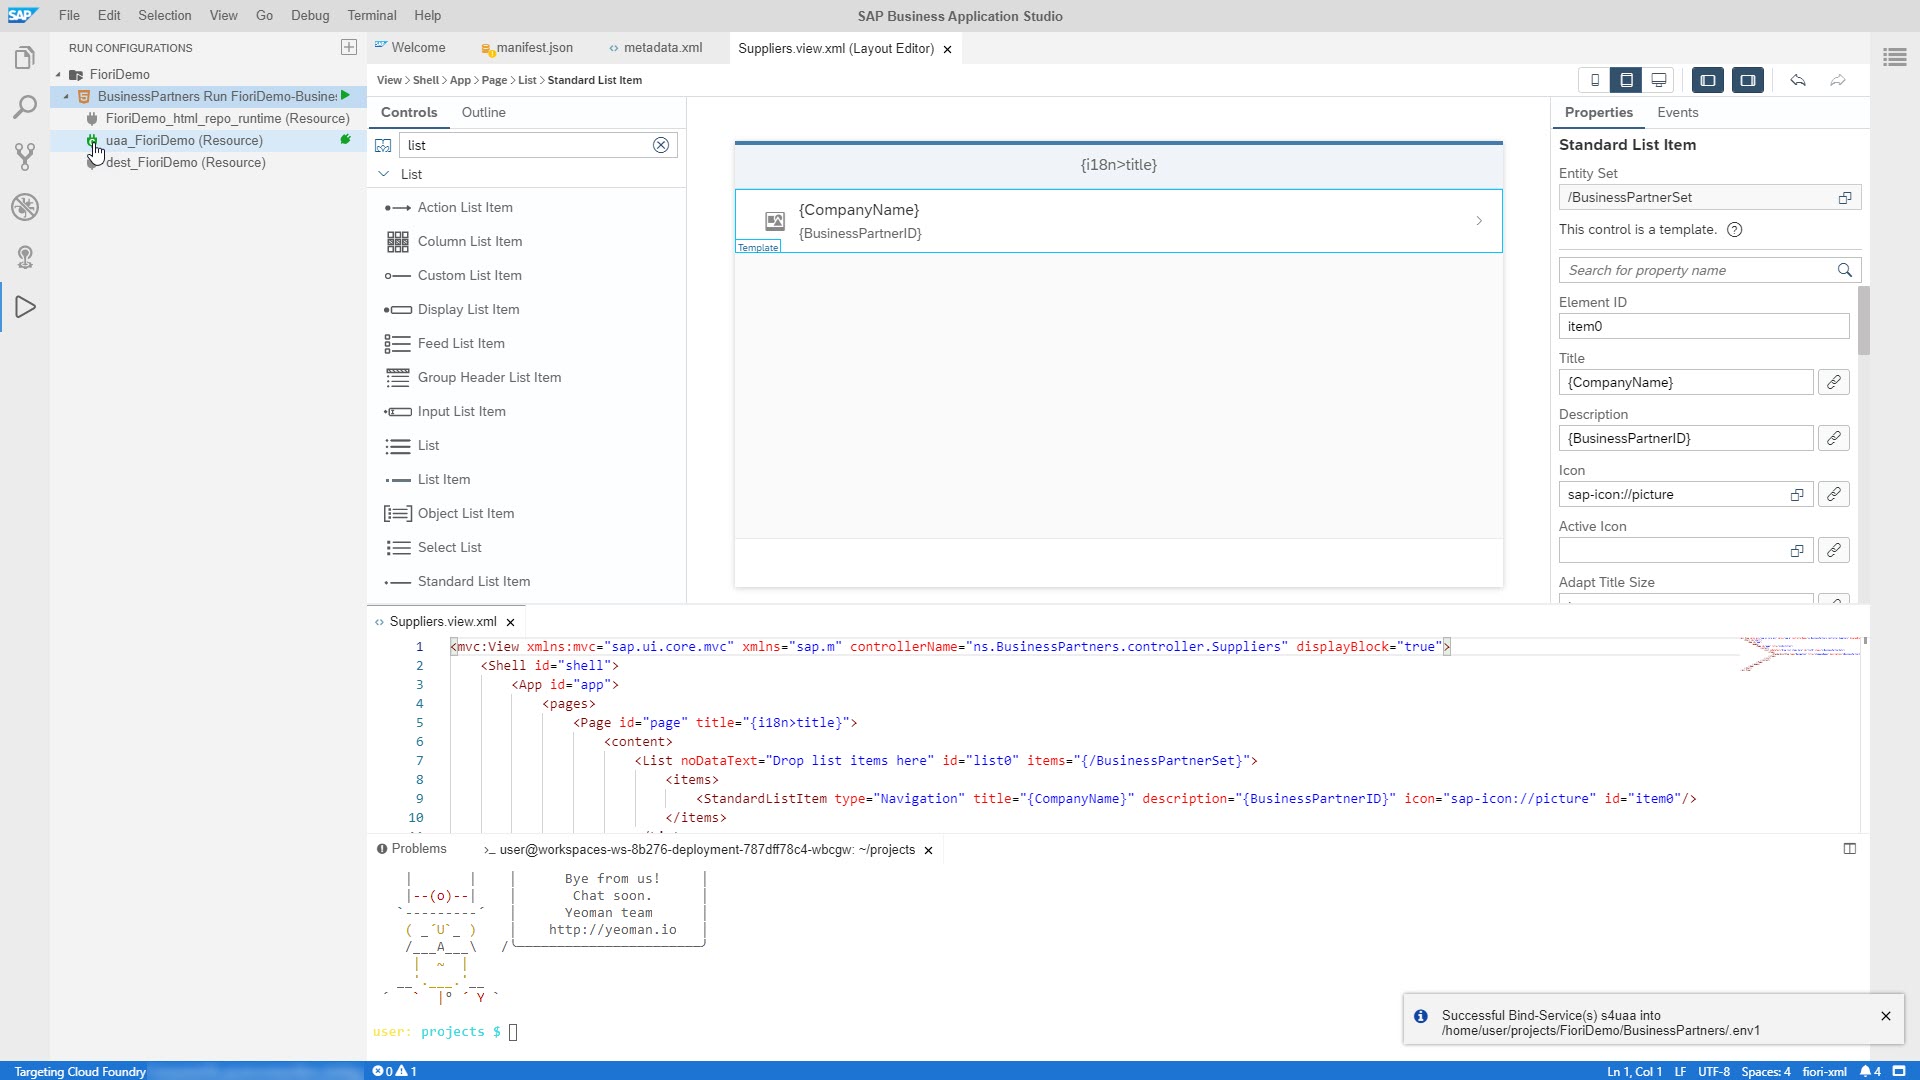 SAP File Edit Selection View Go Debug Terminal Help SAP Business Application Studio
RUN CONFIGURATIONS
FioriDemo
BusinessPartners Run FioriDemo-Busine
FioriDemo_html_repo_runtime (Resource)
uaa_FioriDemo (Resource)
dest_FioriDemo (Resource)
Welcome manifest.json metadata.xml Suppliers.view.xml (Layout Editor)
View > Shell > App > Page > List > Standard List Item
Controls Outline
list
List
Action List Item
Column List Item
Custom List Item
Display List Item
Feed List Item
Group Header List Item
Input List Item
List
List Item
Object List Item
Select List
Standard List Item
{i18n>title}
{CompanyName}
{BusinessPartnerID}
Template
Properties Events
Standard List Item
Entity Set
/BusinessPartnerSet
This control is a template.
Search for property name
Element ID
item0
Title
{CompanyName}
Description
{BusinessPartnerID}
Icon
sap-icon://picture
Active Icon
Adapt Title Size
Suppliers.view.xml
1 <mvc:View xmlns:mvc="sap.ui.core.mvc" xmlns="sap.m" controllerName="ns.BusinessPartners.controller.Suppliers" displayBlock="true">
2 <Shell id="shell">
3 <App id="app">
4 <pages>
5 <Page id="page" title="{i18n>title}">
6 <content>
7 <List noDataText="Drop list items here" id="list0" items="{/BusinessPartnerSet}">
8 <items>
9 <StandardListItem type="Navigation" title="{CompanyName}" description="{BusinessPartnerID}" icon="sap-icon://picture" id="item0"/>
10 </items>
Problems >_ user@workspaces-ws-8b276-deployment-787dff78c4-wbcgw: ~/projects
Bye from us!
Chat soon.
Yeoman team
http://yeoman.io
user: projects $
Successful Bind-Service(s) s4uaa into
/home/user/projects/FioriDemo/BusinessPartners/.env1
Targeting Cloud Foundry 0 1 Ln 1, Col 1 LF UTF-8 Spaces: 4 fiori-xml 4